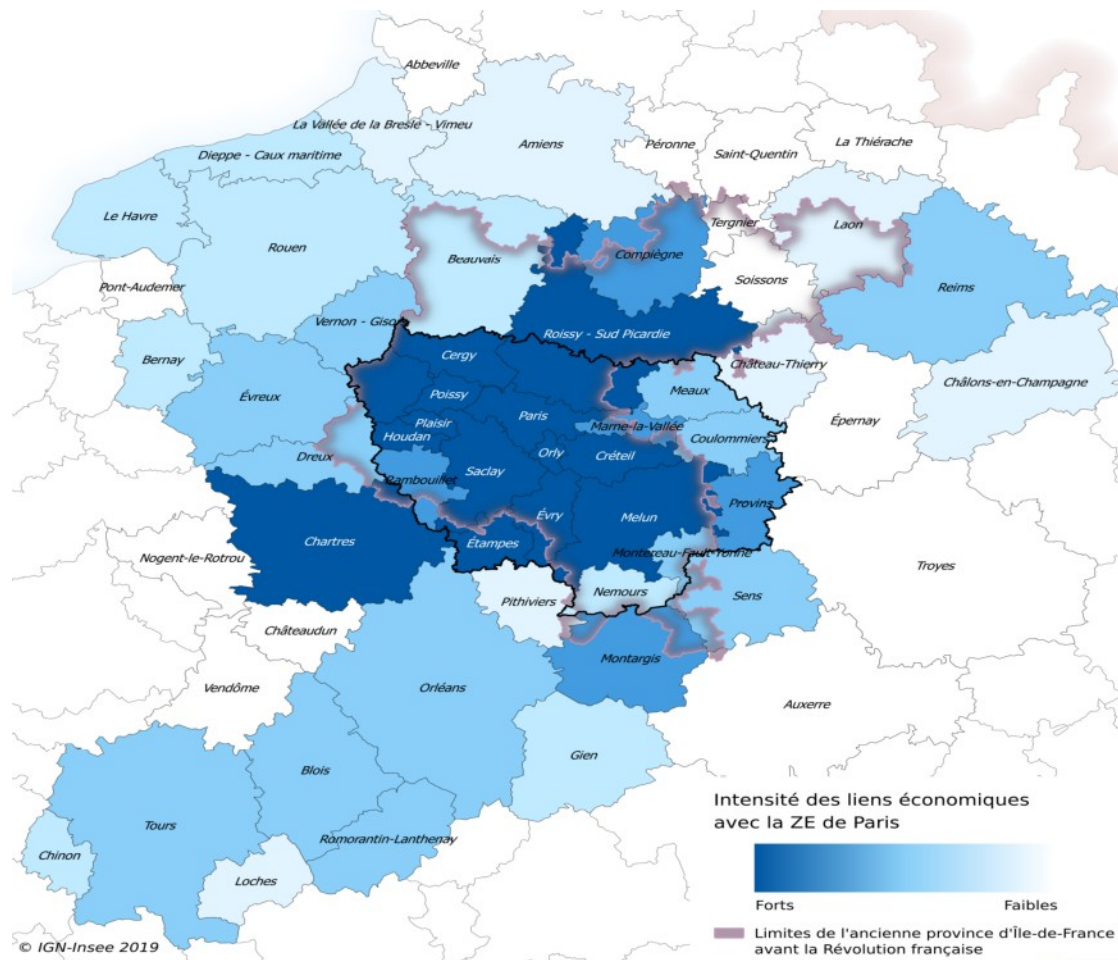 Abbeville
La Vallée de la Bresle - Vimeu
Amiens
Péronne
Saint-Quentin
La Thiérache
Dieppe - Caux maritime
Le Havre
Rouen
Beauvais
Compiègne
Tergnier
Laon
Soissons
Reims
Pont-Audemer
Vernon - Gisors
Roissy - Sud Picardie
Bernay
Cergy
Château-Thierry
Châlons-en-Champagne
Évreux
Poissy
Paris
Meaux
Épernay
Plaisir
Houdan
Marne-la-Vallée
Coulommiers
Dreux
Orly
Créteil
Saclay
Rambouillet
Provins
Évry
Melun
Chartres
Étampes
Montereau-Fault-Yonne
Nogent-le-Rotrou
Troyes
Pithiviers
Nemours
Sens
Châteaudun
Montargis
Vendôme
Orléans
Auxerre
Gien
Blois
Tours
Romorantin-Lanthenay
Chinon
Loches
Intensité des liens économiques
avec la ZE de Paris
Forts Faibles
Limites de l'ancienne province d'Île-de-France
avant la Révolution française
© IGN-Insee 2019